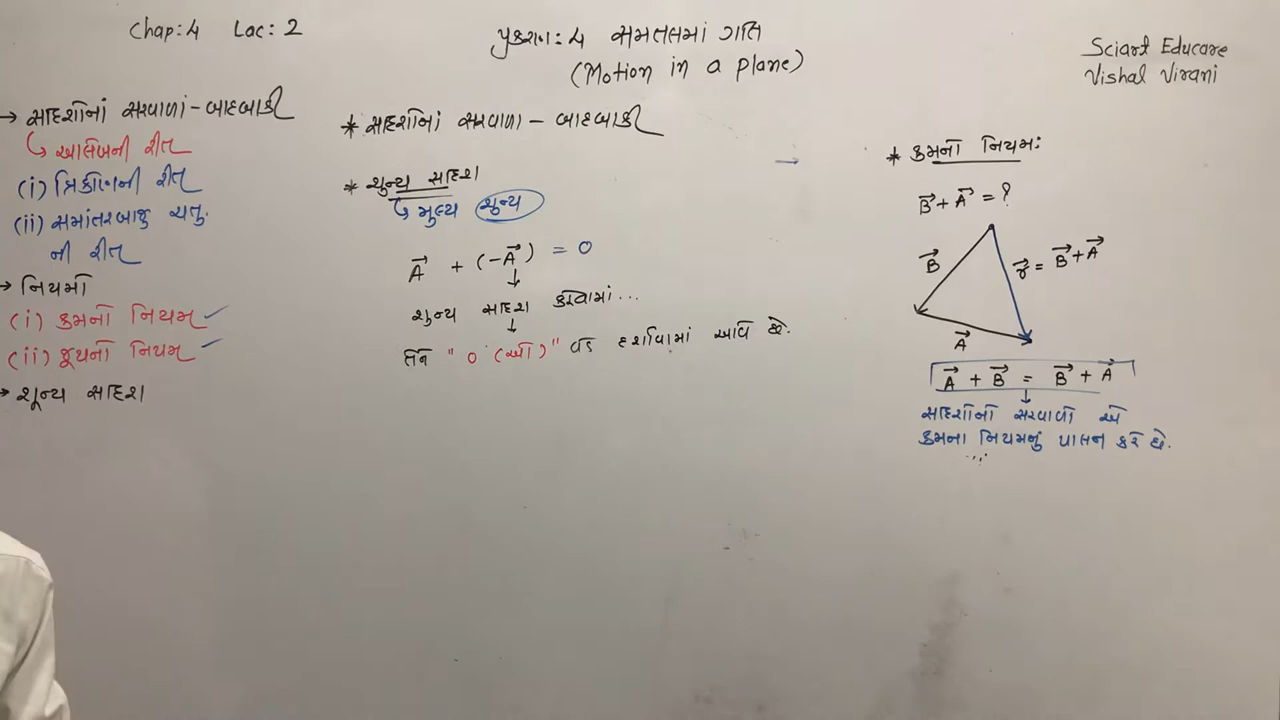 Chap: 4 Lac: 2
પ્રકરણ: 4 સમતલમાં ગતિ
(Motion in a plane)
Sciart Educare
Vishal Virani
→ સદિશોનાં સરવાળાં - બાદબાકી
↳ આલેખની રીત
(i) ત્રિકોણની રીત
(ii) સમાંતરબાજુ ચતુ.
ની રીત
→ નિયમો
(i) ક્રમનો નિયમ ✓
(ii) જૂથનો નિયમ ✓
→ શૂન્ય સદિશ
* સદિશોનાં સરવાળા - બાદબાકી
* શુન્ય સદિશ
↳ મુલ્ય શુન્ય
A⃗ + (-A⃗) = 0
શુન્ય સદિશ કહેવામાં...
તેને " 0 (ઓ) " વડે દર્શાવવામાં આવે છે.
→
* ક્રમનો નિયમ:
B⃗ + A⃗ = ?
B⃗
r⃗ = B⃗ + A⃗
A⃗
A⃗ + B⃗ = B⃗ + A⃗
સદિશોનો સરવાળો એ
ક્રમના નિયમનું પાલન કરે છે.
...